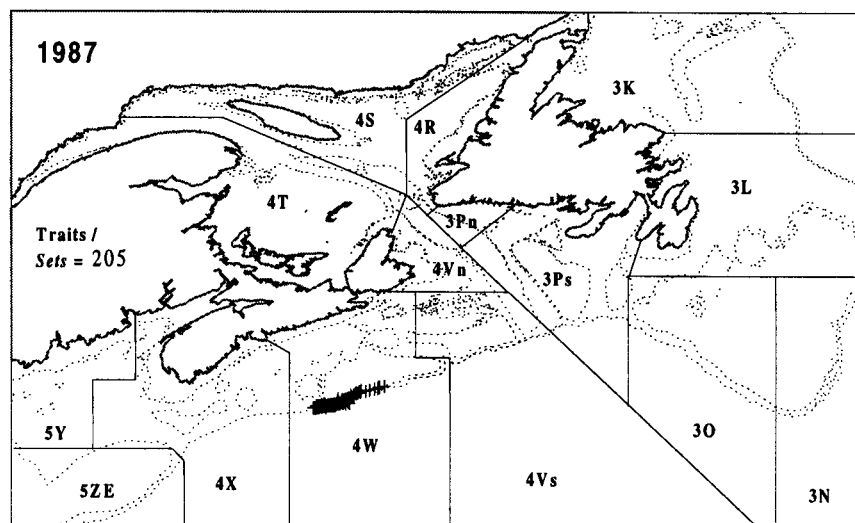 1987
3K
4S
4R
3L
4T
3Pn
Traits /
Sets = 205
4Vn
3Ps
5Y
3O
4W
5ZE
4X
4Vs
3N